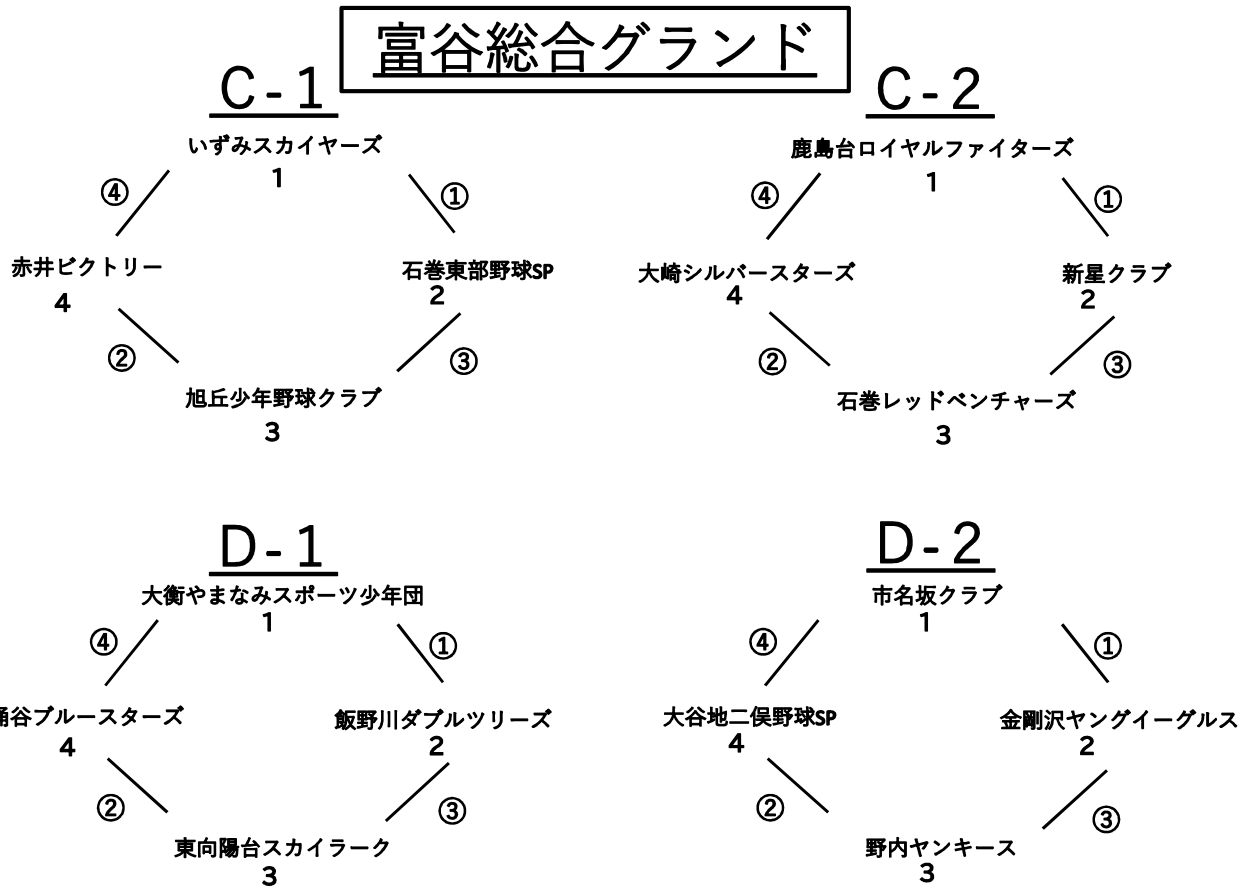 富谷総合グランド
C-1
いずみスカイヤーズ
1
④
①
赤井ビクトリー
4
石巻東部野球SP
2
②
③
旭丘少年野球クラブ
3
C-2
鹿島台ロイヤルファイターズ
1
④
①
大崎シルバースターズ
4
新星クラブ
2
②
③
石巻レッドベンチャーズ
3
D-1
大衡やまなみスポーツ少年団
1
④
①
涌谷ブルースターズ
4
飯野川ダブルツリーズ
2
②
③
東向陽台スカイラーク
3
D-2
市名坂クラブ
1
④
①
大谷地二俣野球SP
4
金剛沢ヤングイーグルス
2
②
③
野内ヤンキース
3